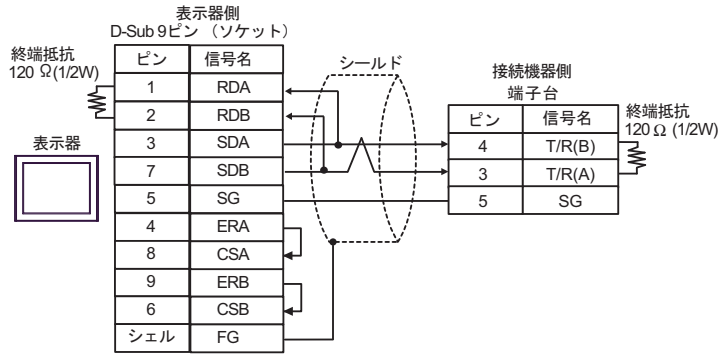 表示器側
D-Sub 9ピン （ソケット）
終端抵抗
120 Ω(1/2W)
ピン 信号名
1 RDA
2 RDB
3 SDA
7 SDB
5 SG
4 ERA
8 CSA
9 ERB
6 CSB
シェル FG
表示器
シールド
接続機器側
端子台
ピン 信号名
4 T/R(B)
3 T/R(A)
5 SG
終端抵抗
120 Ω (1/2W)